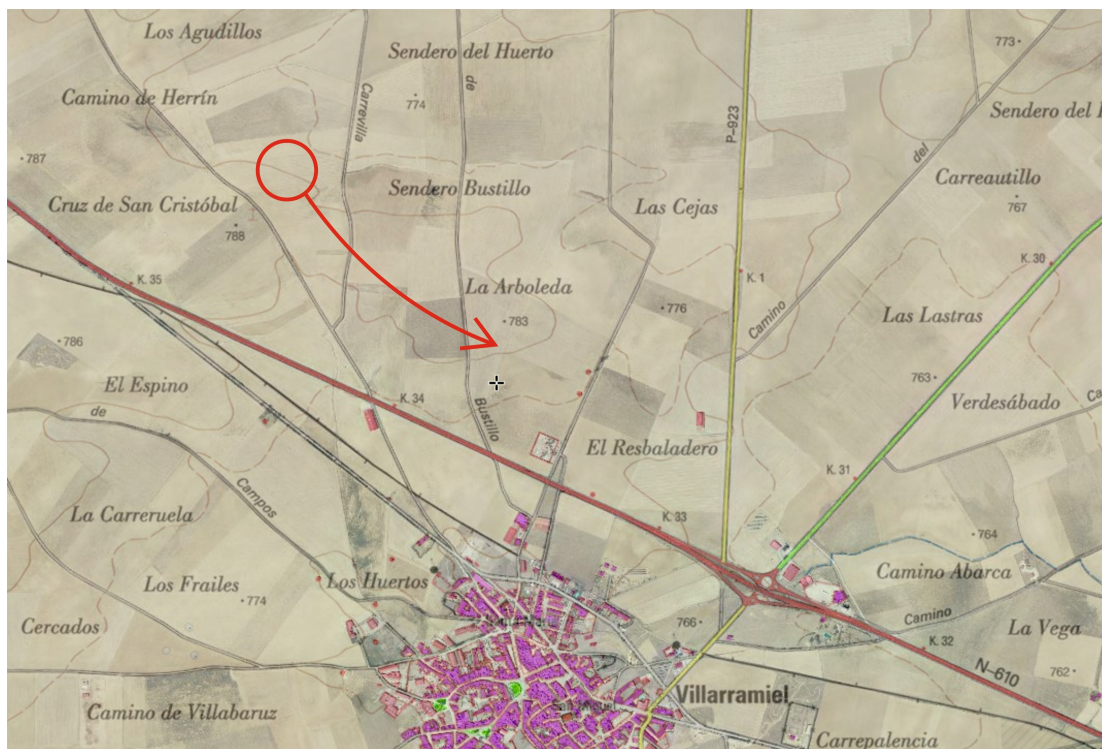 Los Agudillos
Sendero del Huerto
773
Camino de Herrín
774
de
Carrevilla
P-923
Sendero del
787
del
Sendero Bustillo
Carreautillo
767
Cruz de San Cristóbal
788
Las Cejas
K. 30
K. 35
La Arboleda
K. 1
783
776
Camino
Las Lastras
786
El Espino
763
K. 34
Verdesábado
de
Bustillo
El Resbaladero
K. 31
Campos
La Carreruela
K. 33
764
Los Frailes
774
Los Huertos
Camino Abarca
Cercados
766
Camino
La Vega
K. 32
762
N-610
Villarramiel
Camino de Villabaruz
Carrepalencia